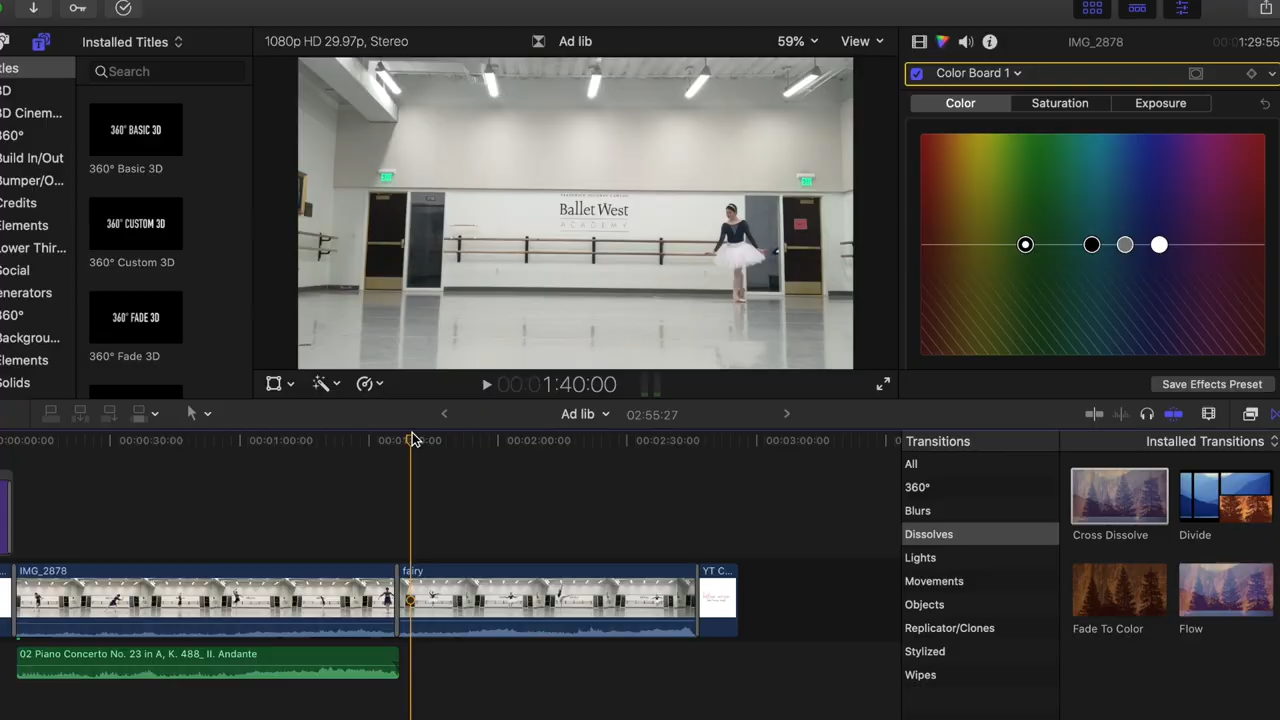 Installed Titles
1080p HD 29.97p, Stereo
Ad lib
59%
View
IMG_2878
00:01:29:55
tles
Search
Color Board 1
3D
3D Cinem...
360°
Build In/Out
Bumper/O...
Credits
Elements
Lower Thir...
Social
enerators
360°
Backgrou...
Elements
Solids
360° BASIC 3D
360° Basic 3D
360° CUSTOM 3D
360° Custom 3D
360° FADE 3D
360° Fade 3D
Ballet West
ACADEMY
Color
Saturation
Exposure
00:01:40:00
Save Effects Preset
Ad lib
02:55:27
0:00:00:00
00:00:30:00
00:01:00:00
00:02:00:00
00:02:30:00
00:03:00:00
IMG_2878
fairy
YT C...
02 Piano Concerto No. 23 in A, K. 488_ II. Andante
Transitions
Installed Transitions
All
360°
Blurs
Dissolves
Lights
Movements
Objects
Replicator/Clones
Stylized
Wipes
Cross Dissolve
Divide
Fade To Color
Flow